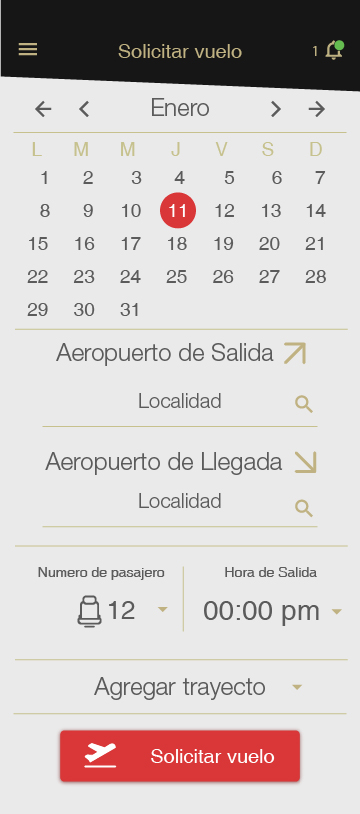 Solicitar vuelo 1
Enero
L M M J V S D
1 2 3 4 5 6 7
8 9 10 11 12 13 14
15 16 17 18 19 20 21
22 23 24 25 26 27 28
29 30 31
Aeropuerto de Salida
Localidad
Aeropuerto de Llegada
Localidad
Numero de pasajero Hora de Salida
12 00:00 pm
Agregar trayecto
Solicitar vuelo